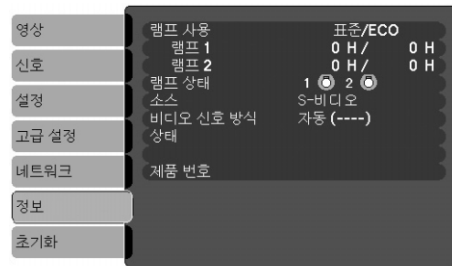 영상
신호
설정
고급 설정
네트워크
정보
초기화
램프 사용 표준/ECO
램프 1 0 H / 0 H
램프 2 0 H / 0 H
램프 상태 1 2
소스 S-비디오
비디오 신호 방식 자동 (----)
상태
제품 번호